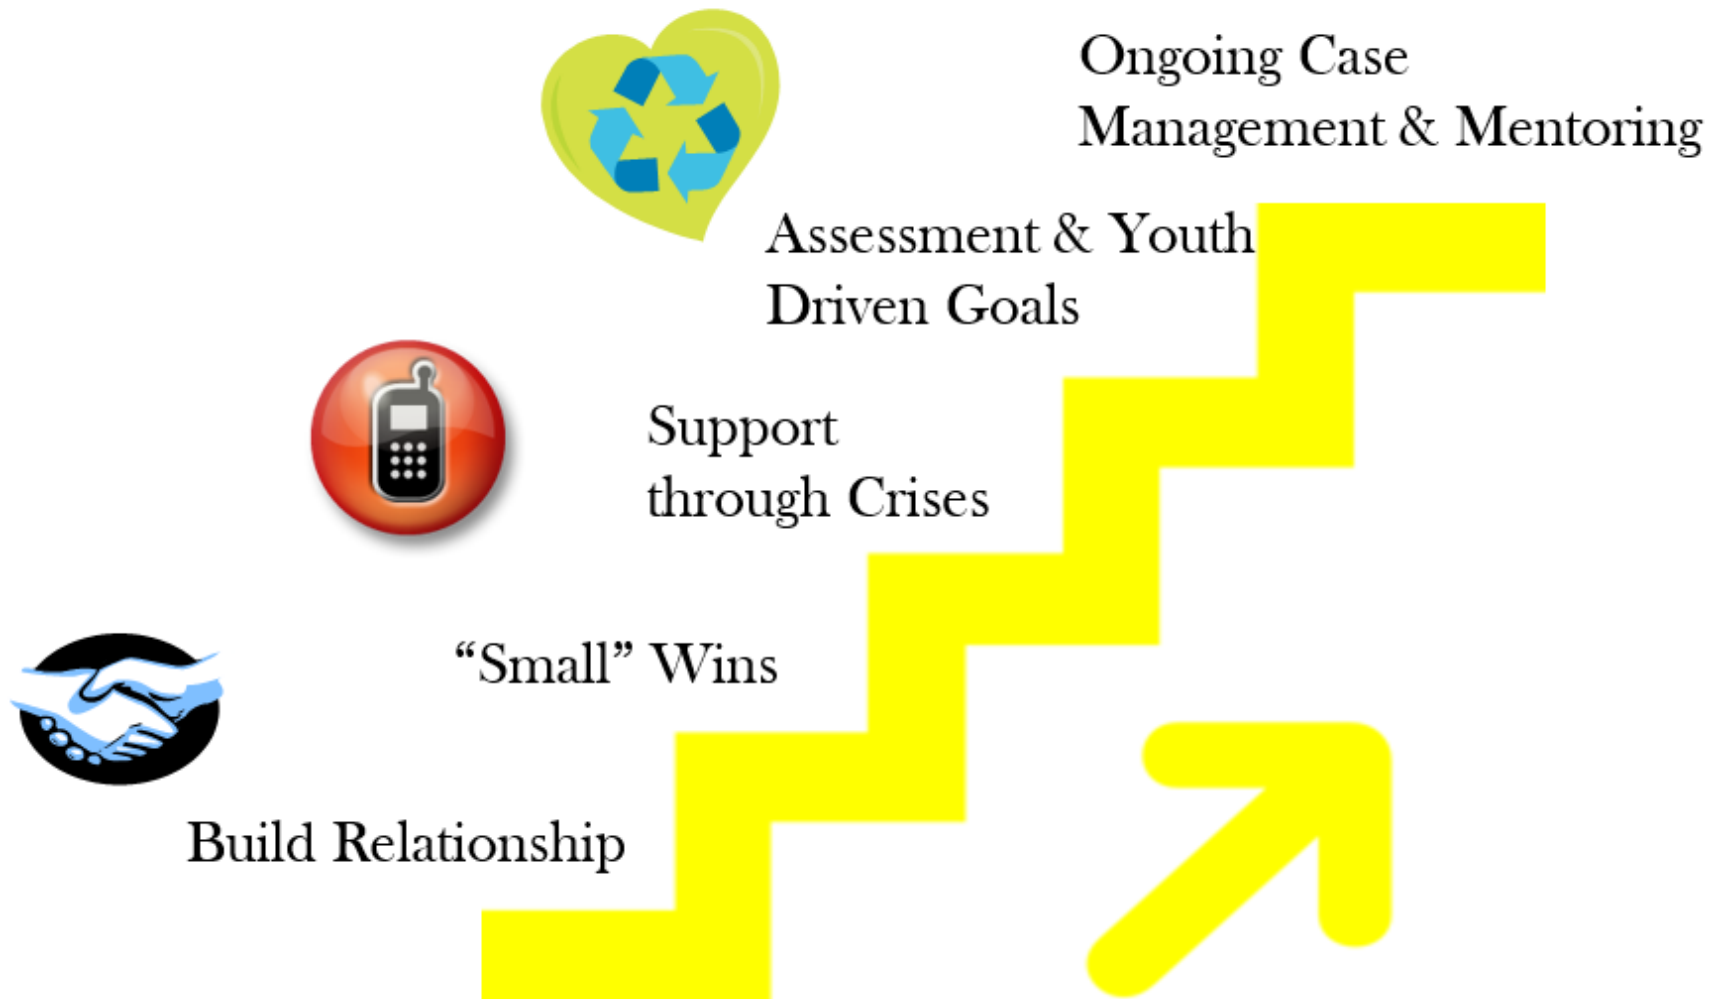 Ongoing Case
Management & Mentoring
Assessment & Youth
Driven Goals
Support
through Crises
“Small” Wins
Build Relationship